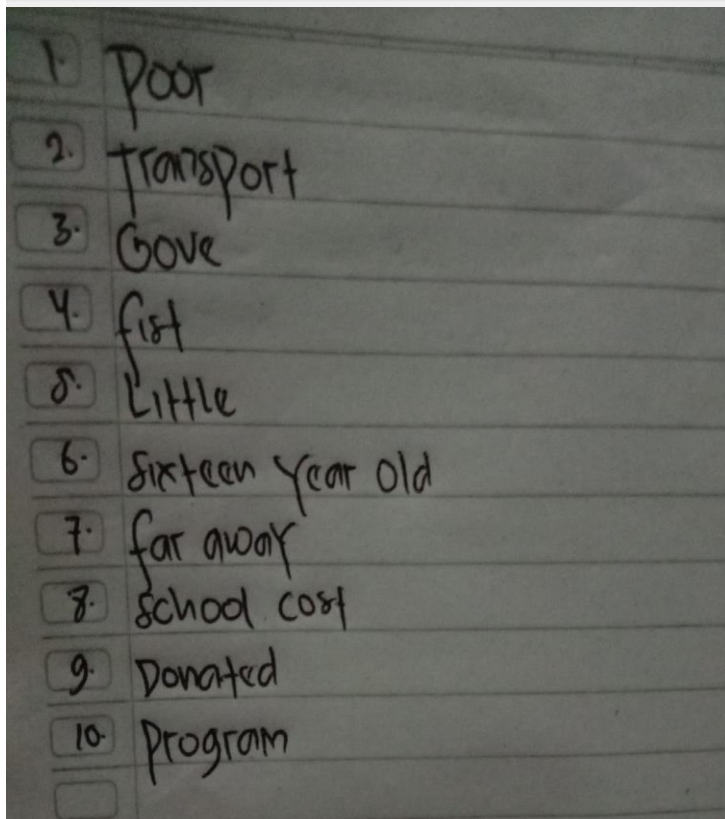 1. Poor
2. Transport
3. Gove
4. fist
5. Little
6. Sixteen Year Old
7. far away
8. School cost
9. Donated
10. Program